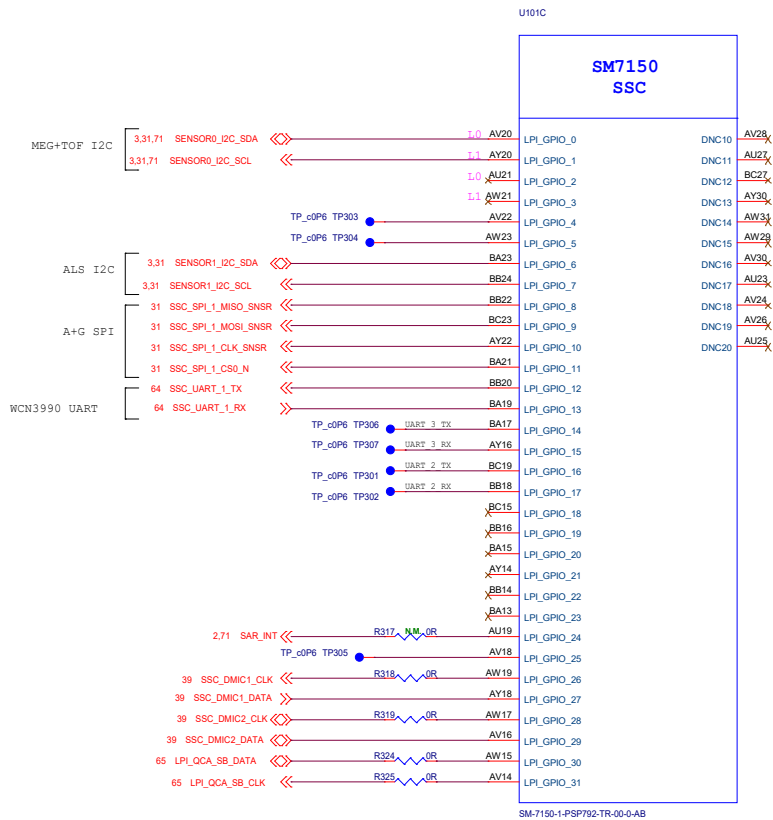 U101C
SM7150
SSC
MEG+TOF I2C
3,31,71 SENSOR0_I2C_SDA L0 AV20 LPI_GPIO_0 DNC10 AV28
3,31,71 SENSOR0_I2C_SCL L1 AY20 LPI_GPIO_1 DNC11 AU27
L0 AU21 LPI_GPIO_2 DNC12 BC27
L1 AW21 LPI_GPIO_3 DNC13 AY30
TP_c0P6 TP303 AV22 LPI_GPIO_4 DNC14 AW31
TP_c0P6 TP304 AW23 LPI_GPIO_5 DNC15 AW29
ALS I2C
3,31 SENSOR1_I2C_SDA BA23 LPI_GPIO_6 DNC16 AV30
3,31 SENSOR1_I2C_SCL BB24 LPI_GPIO_7 DNC17 AU23
A+G SPI
31 SSC_SPI_1_MISO_SNSR BB22 LPI_GPIO_8 DNC18 AV24
31 SSC_SPI_1_MOSI_SNSR BC23 LPI_GPIO_9 DNC19 AV26
31 SSC_SPI_1_CLK_SNSR AY22 LPI_GPIO_10 DNC20 AU25
31 SSC_SPI_1_CS0_N BA21 LPI_GPIO_11
WCN3990 UART
64 SSC_UART_1_TX BB20 LPI_GPIO_12
64 SSC_UART_1_RX BA19 LPI_GPIO_13
TP_c0P6 TP306 UART_3_TX BA17 LPI_GPIO_14
TP_c0P6 TP307 UART_3_RX AY16 LPI_GPIO_15
TP_c0P6 TP301 UART_2_TX BC19 LPI_GPIO_16
TP_c0P6 TP302 UART_2_RX BB18 LPI_GPIO_17
BC15 LPI_GPIO_18
BB16 LPI_GPIO_19
BA15 LPI_GPIO_20
AY14 LPI_GPIO_21
BB14 LPI_GPIO_22
BA13 LPI_GPIO_23
2,71 SAR_INT R317 N.M. 0R AU19 LPI_GPIO_24
TP_c0P6 TP305 AV18 LPI_GPIO_25
39 SSC_DMIC1_CLK R318 0R AW19 LPI_GPIO_26
39 SSC_DMIC1_DATA AY18 LPI_GPIO_27
39 SSC_DMIC2_CLK R319 0R AW17 LPI_GPIO_28
39 SSC_DMIC2_DATA AV16 LPI_GPIO_29
65 LPI_QCA_SB_DATA R324 0R AW15 LPI_GPIO_30
65 LPI_QCA_SB_CLK R325 0R AV14 LPI_GPIO_31
SM-7150-1-PSP792-TR-00-0-AB